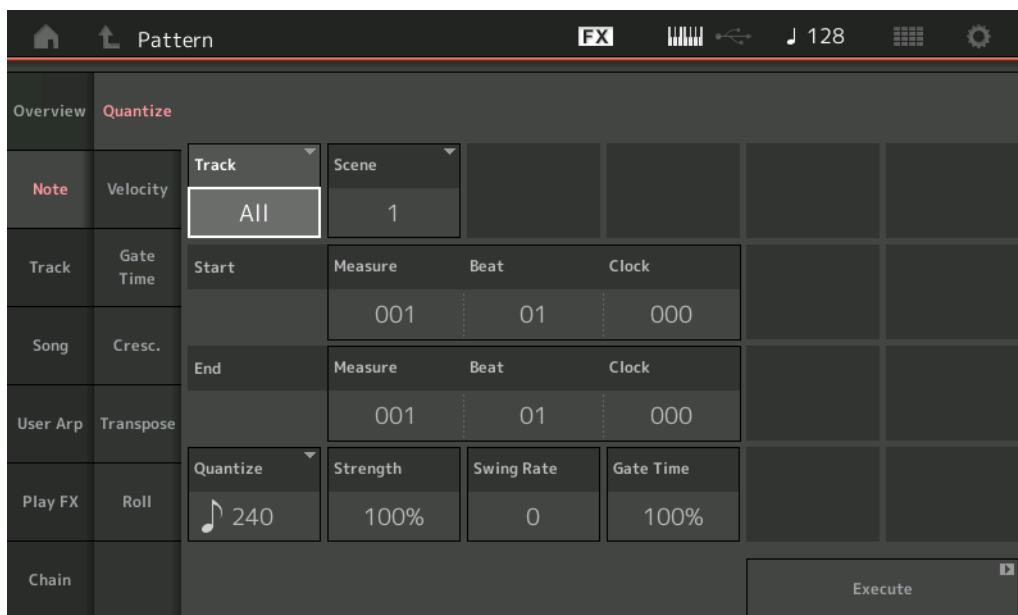 Pattern FX ♩ 128
Overview Quantize
Track Scene
Note Velocity
All 1
Track Gate Time Start Measure Beat Clock
001 01 000
Song Cresc.
End Measure Beat Clock
User Arp Transpose 001 01 000
Quantize Strength Swing Rate Gate Time
Play FX Roll ♪ 240 100% 0 100%
Chain Execute